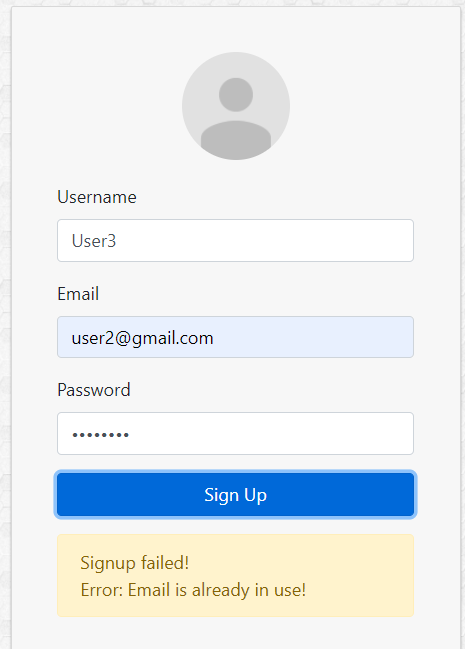 Username
User3
Email
user2@gmail.com
Password
••••••••
Sign Up
Signup failed!
Error: Email is already in use!